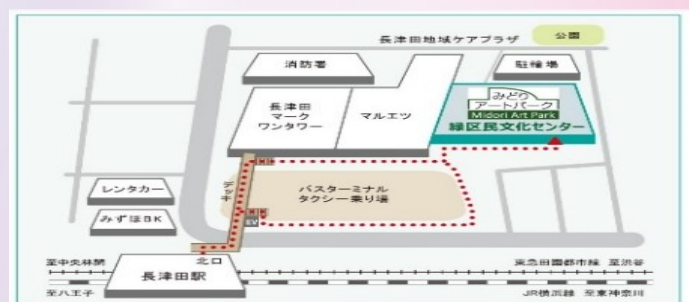 長津田地域ケアプラザ
公園
消防署
駐輪場
長津田
マーク
ワンタワー
マルエツ
みどり
アートパーク
Midori Art Park
緑区民文化センター
レンタカー
みずほBK
デッキ
バスターミナル
タクシー乗り場
EV
北口
長津田駅
至中央林間
東急田園都市線 至渋谷
至八王子
JR横浜線 至東神奈川